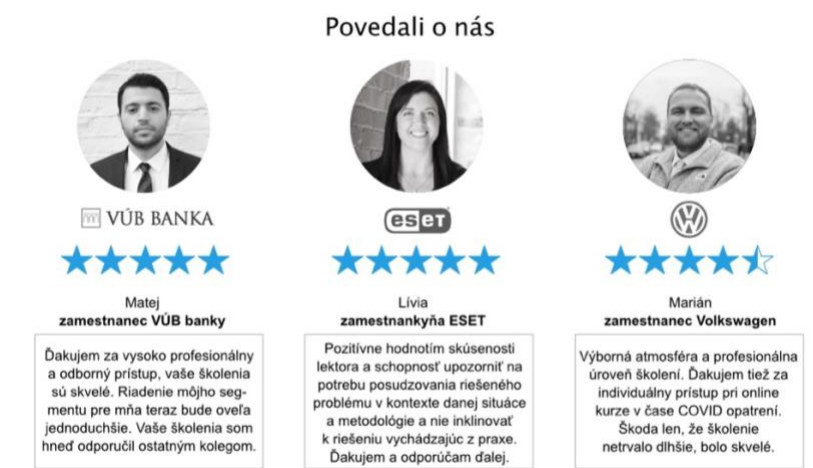 Povedali o nás
VÚB BANKA
eseT
Matej
zamestnanec VÚB banky
Ďakujem za vysoko profesionálny
a odborný prístup, vaše školenia
sú skvelé. Riadenie môjho seg-
mentu pre mňa teraz bude oveľa
jednoduchšie. Vaše školenia som
hneď odporučil ostatným kolegom.
Lívia
zamestnankyňa ESET
Pozitívne hodnotím skúsenosti
lektora a schopnosť upozorniť na
potrebu posudzovania riešeného
problému v kontexte danej situáce
a metodológie a nie inklinovať
k riešeniu vychádzajúc z praxe.
Ďakujem a odporúčam ďalej.
Marián
zamestnanec Volkswagen
Výborná atmosféra a profesionálna
úroveň školení. Ďakujem tiež za
individuálny prístup pri online
kurze v čase COVID opatrení.
Škoda len, že školenie
netrvalo dlhšie, bolo skvelé.